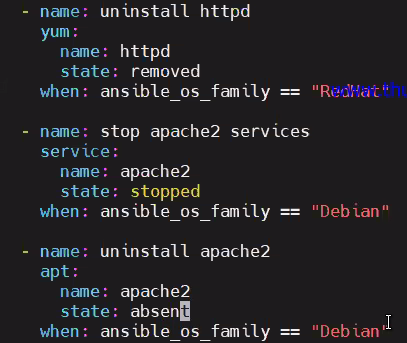 - name: uninstall httpd
  yum:
    name: httpd
    state: removed
  when: ansible_os_family == "RedHat"

- name: stop apache2 services
  service:
    name: apache2
    state: stopped
  when: ansible_os_family == "Debian"

- name: uninstall apache2
  apt:
    name: apache2
    state: absent
  when: ansible_os_family == "Debian"